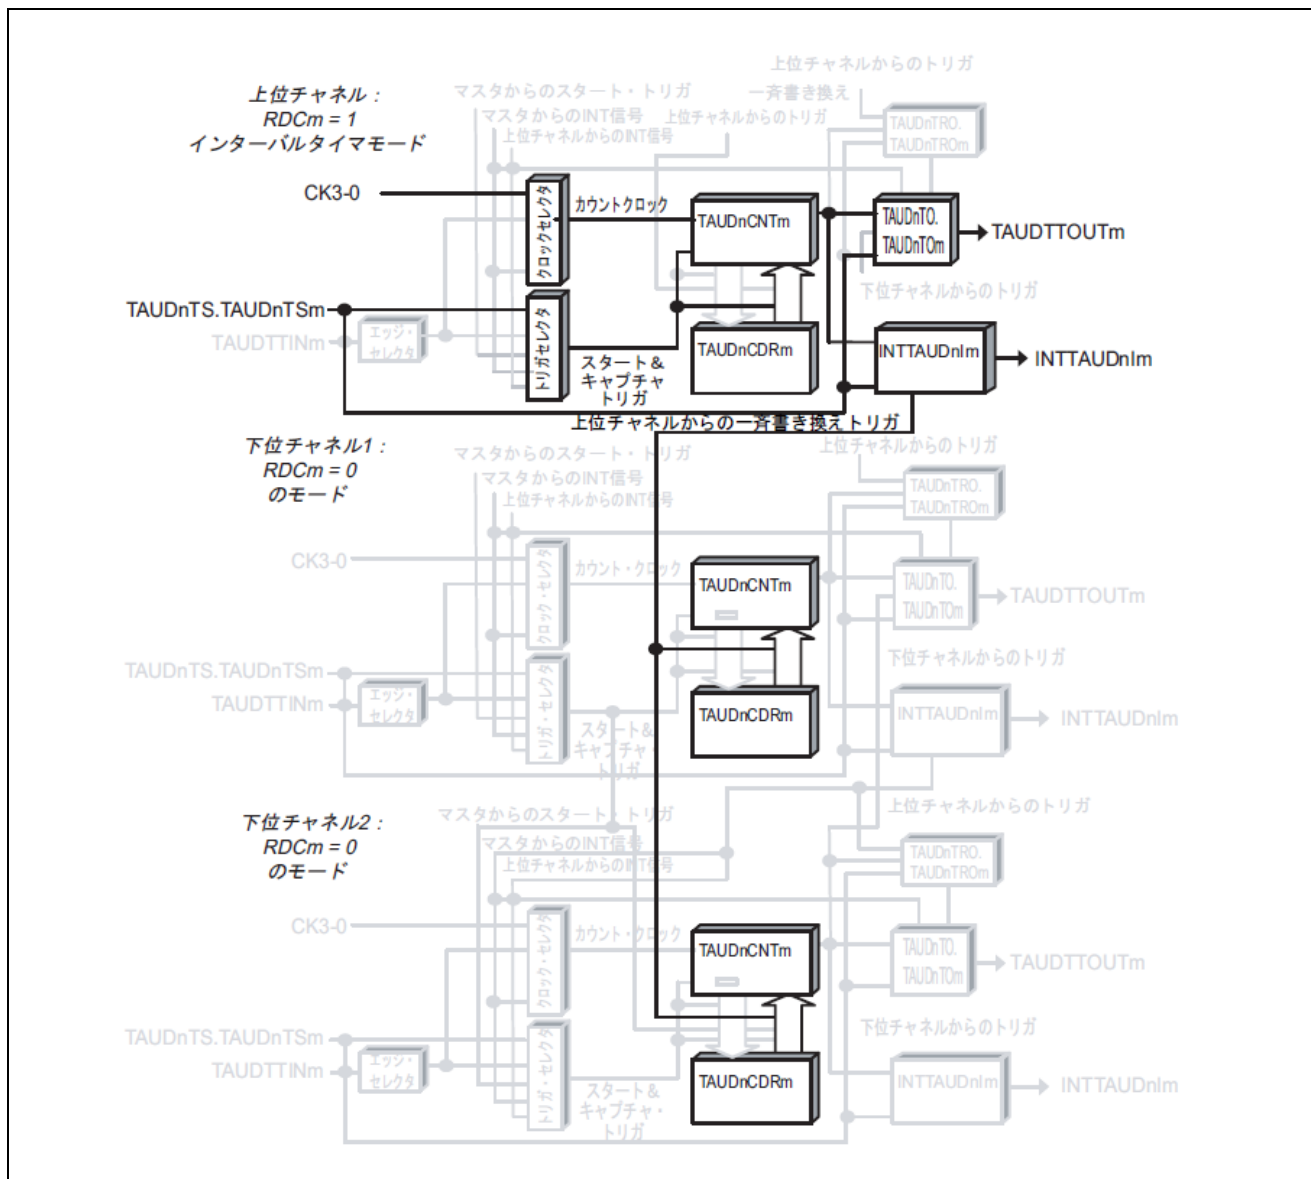 上位チャネルからのトリガ
上位チャネル：
RDCm = 1
インターバルタイマモード
マスタからのスタート・トリガ
マスタからのINT信号
上位チャネルからのINT信号
上位チャネルからのトリガ
一斉書き換え
TAUDnTRO.
TAUDnTROm
CK3-0
クロックセレクタ
カウントクロック
TAUDnCNTm
TAUDnTO.
TAUDnTOm
TAUDTTOUTm
下位チャネルからのトリガ
TAUDnTS.TAUDnTSm
TAUDTTINm
エッジ・
セレクタ
トリガセレクタ
スタート＆
キャプチャ
トリガ
TAUDnCDRm
INTTAUDnIm
INTTAUDnIm
上位チャネルからの一斉書き換えトリガ
下位チャネル1：
RDCm = 0
のモード
マスタからのスタート・トリガ
マスタからのINT信号
上位チャネルからのINT信号
上位チャネルからのトリガ
TAUDnTRO.
TAUDnTROm
CK3-0
クロック・セレクタ
カウント・クロック
TAUDnCNTm
TAUDnTO.
TAUDnTOm
TAUDTTOUTm
下位チャネルからのトリガ
TAUDnTS.TAUDnTSm
TAUDTTINm
エッジ・
セレクタ
トリガ・セレクタ
スタート＆
キャプチャ・
トリガ
TAUDnCDRm
INTTAUDnIm
INTTAUDnIm
下位チャネル2：
RDCm = 0
のモード
マスタからのスタート・トリガ
マスタからのINT信号
上位チャネルからのINT信号
上位チャネルからのトリガ
TAUDnTRO.
TAUDnTROm
CK3-0
クロック・セレクタ
カウント・クロック
TAUDnCNTm
TAUDnTO.
TAUDnTOm
TAUDTTOUTm
下位チャネルからのトリガ
TAUDnTS.TAUDnTSm
TAUDTTINm
エッジ・
セレクタ
トリガ・セレクタ
スタート＆
キャプチャ・
トリガ
TAUDnCDRm
INTTAUDnIm
INTTAUDnIm